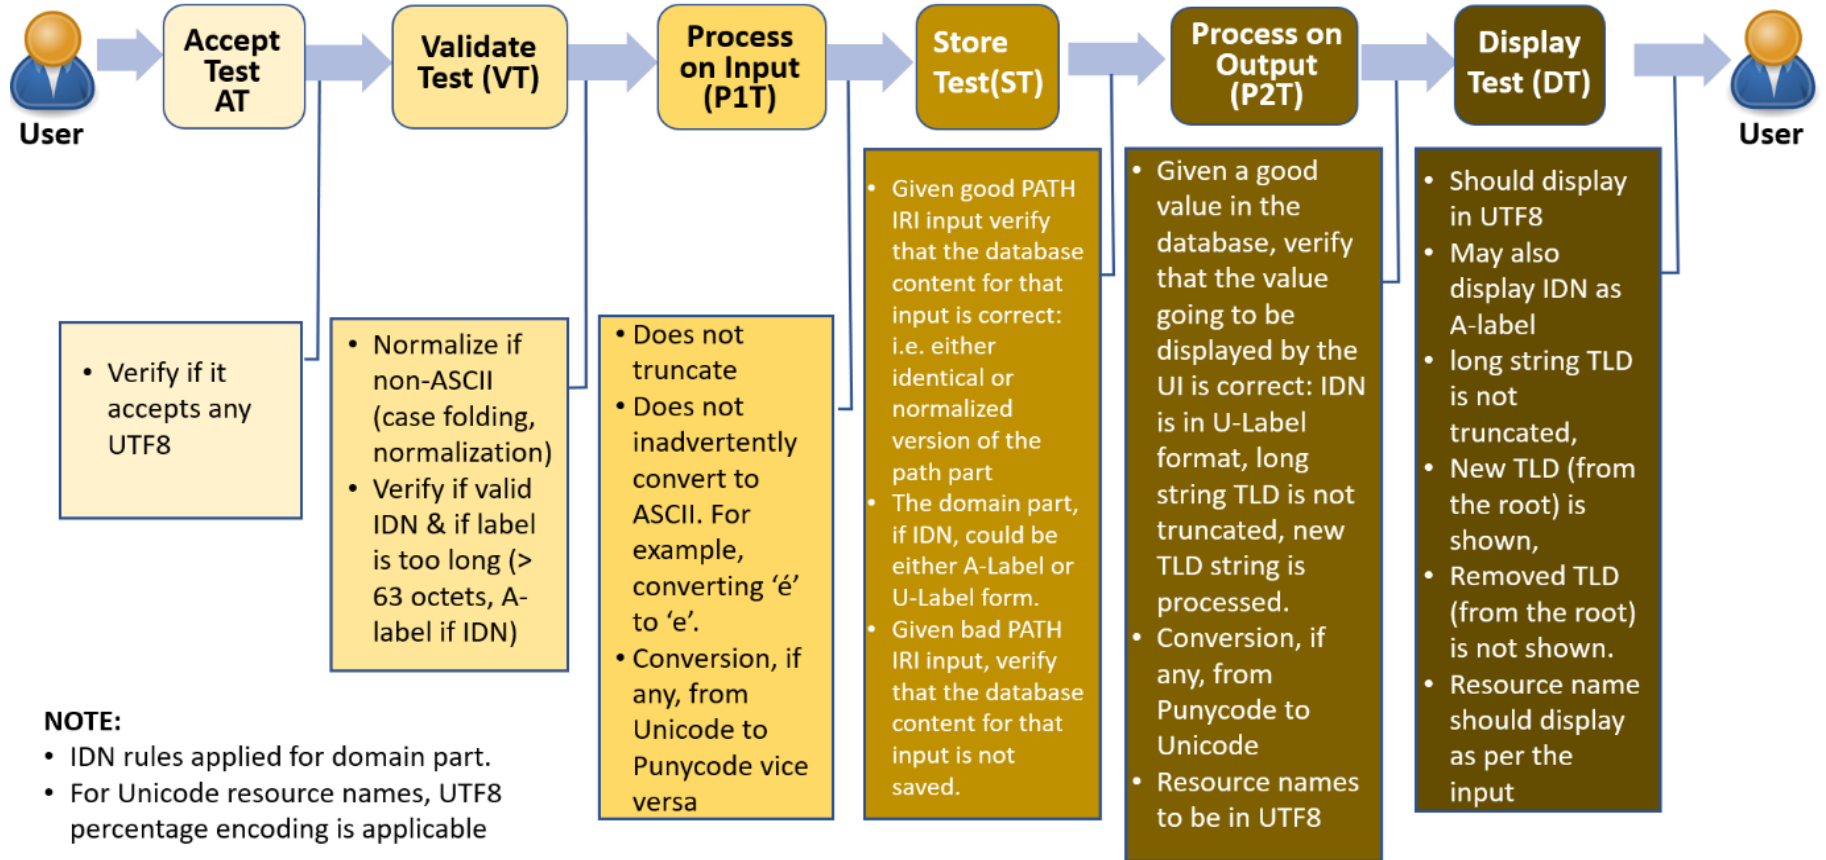 Accept
Test
AT
Validate
Test (VT)
Process
on Input
(P1T)
Store
Test(ST)
Process on
Output
(P2T)
Display
Test (DT)
User
User
• Verify if it
accepts any
UTF8
• Normalize if
non-ASCII
(case folding,
normalization)
• Verify if valid
IDN & if label
is too long (>
63 octets, A-
label if IDN)
• Does not
truncate
• Does not
inadvertently
convert to
ASCII. For
example,
converting ‘é’
to ‘e’.
• Conversion, if
any, from
Unicode to
Punycode vice
versa
• Given good PATH
IRI input verify
that the database
content for that
input is correct:
i.e. either
identical or
normalized
version of the
path part
• The domain part,
if IDN, could be
either A-Label or
U-Label form.
• Given bad PATH
IRI input, verify
that the database
content for that
input is not
saved.
• Given a good
value in the
database, verify
that the value
going to be
displayed by the
UI is correct: IDN
is in U-Label
format, long
string TLD is not
truncated, new
TLD string is
processed.
• Conversion, if
any, from
Punycode to
Unicode
• Resource names
to be in UTF8
• Should display
in UTF8
• May also
display IDN as
A-label
• long string TLD
is not
truncated,
• New TLD (from
the root) is
shown,
• Removed TLD
(from the root)
is not shown.
• Resource name
should display
as per the
input
NOTE:
• IDN rules applied for domain part.
• For Unicode resource names, UTF8
percentage encoding is applicable